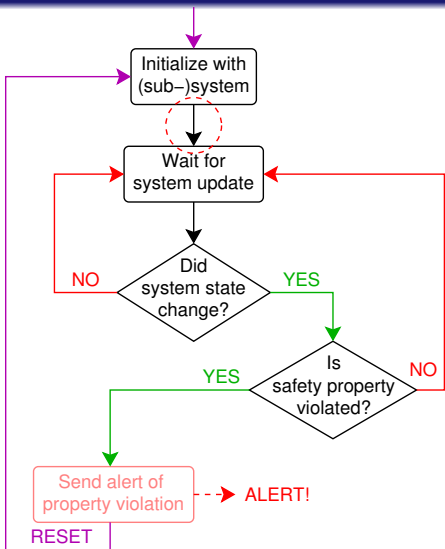 Initialize with
(sub-)system
Wait for
system update
Did
system state
change?
NO
YES
Is
safety property
violated?
YES
NO
Send alert of
property violation
ALERT!
RESET